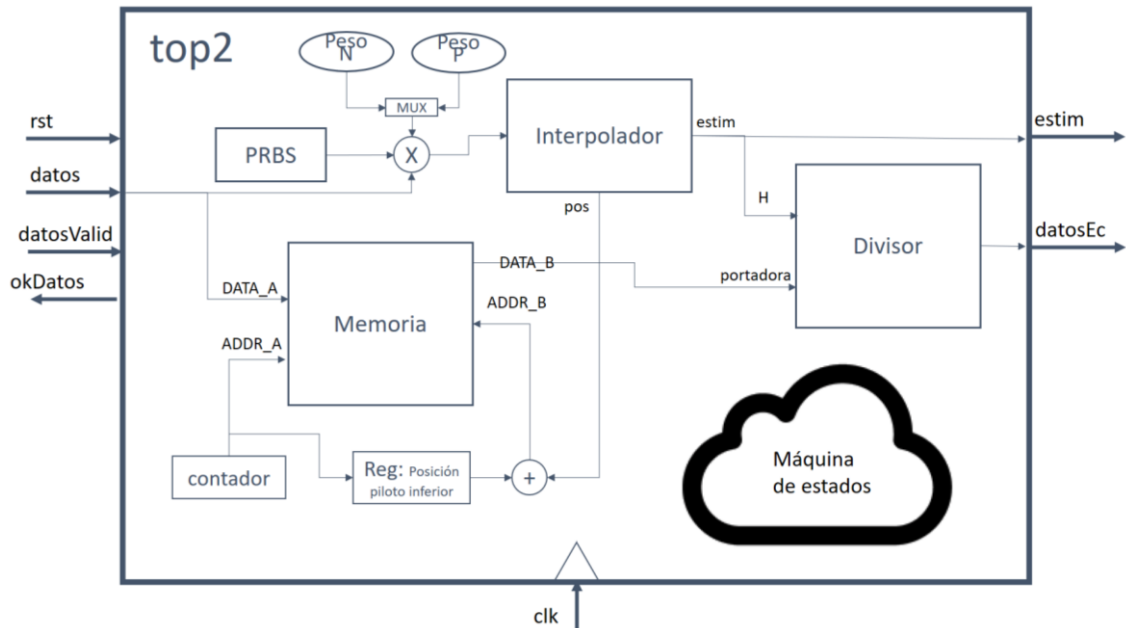 top2
Peso
N
Peso
P
MUX
rst
estim
PRBS
X
Interpolador
estim
datos
pos
H
datosValid
Divisor
okDatos
DATA_A
DATA_B
portadora
Memoria
ADDR_B
ADDR_A
contador
Reg: Posición
piloto inferior
+
Máquina
de estados
clk
datosEc